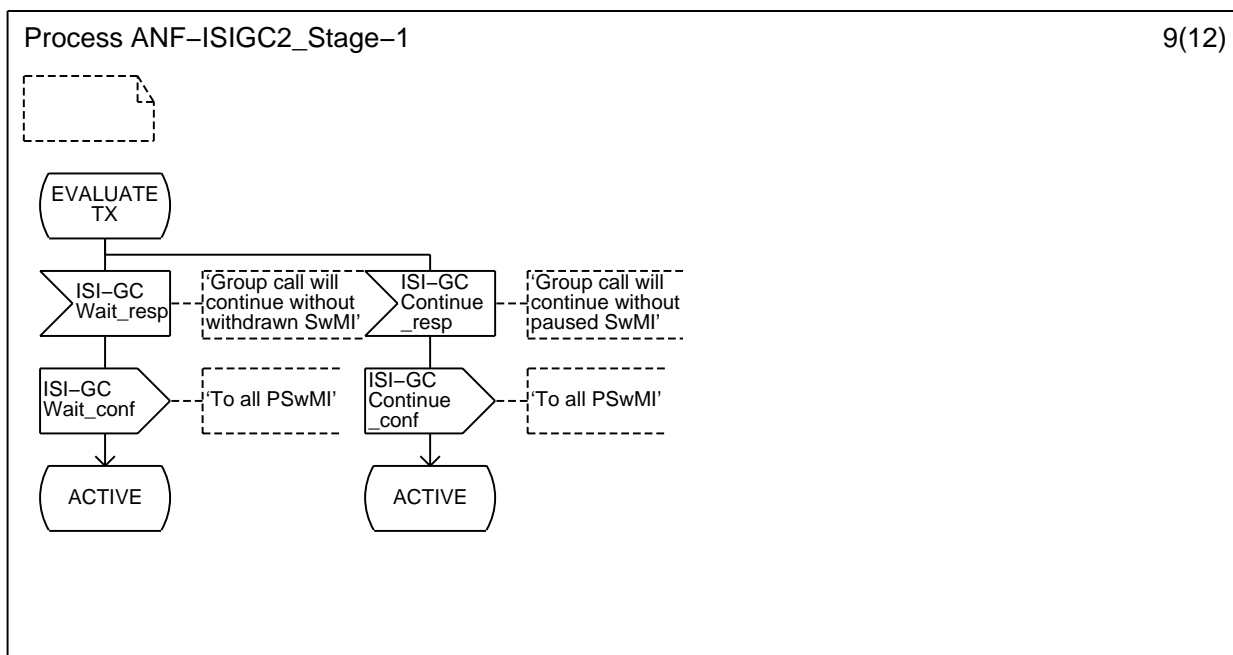 Process ANF−ISIGC2_Stage−1
9(12)
EVALUATE
TX
ISI−GC
Wait_resp
‘Group call will
continue without
withdrawn SwMI’
ISI−GC
Continue
_resp
‘Group call will
continue without
paused SwMI’
ISI−GC
Wait_conf
‘To all PSwMI’
ISI−GC
Continue
_conf
‘To all PSwMI’
ACTIVE
ACTIVE